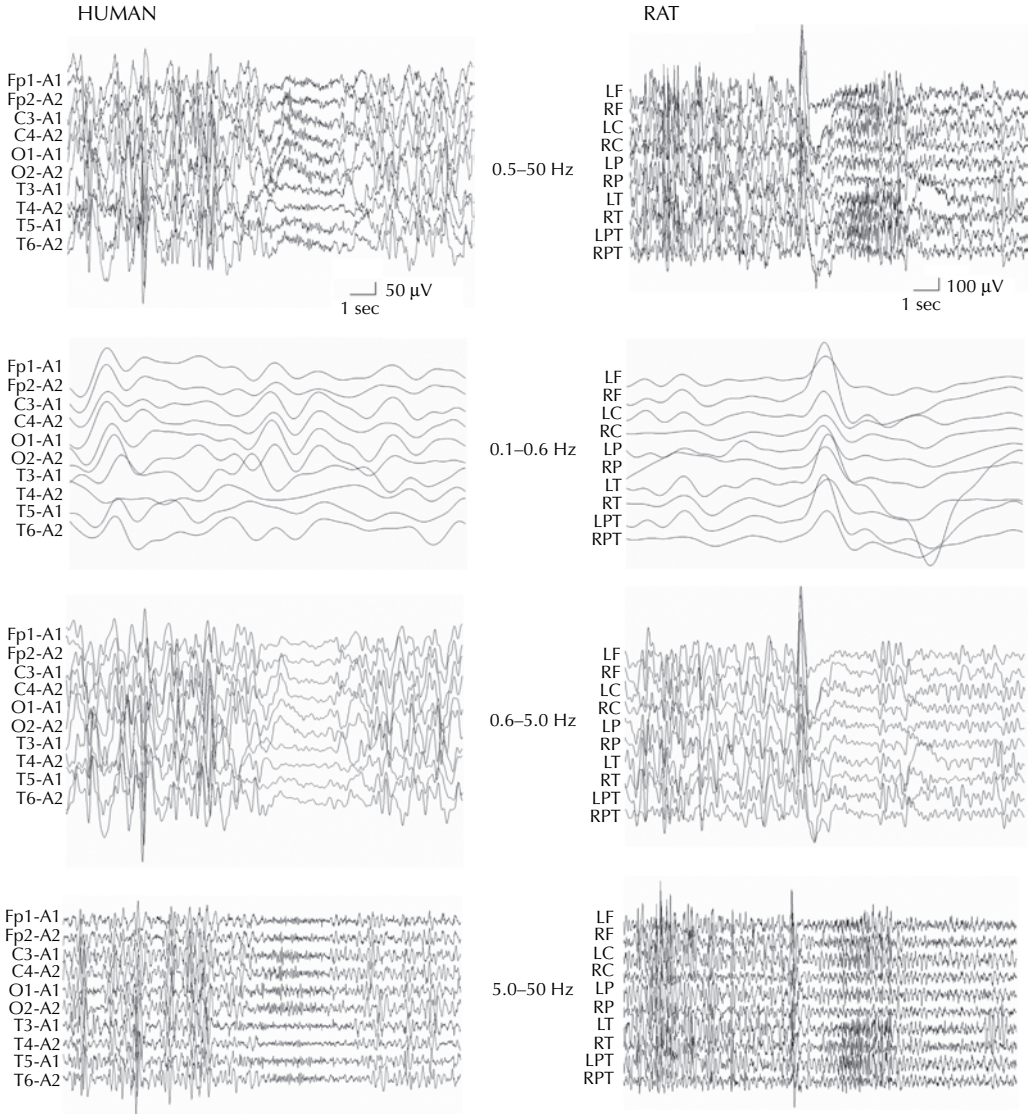 HUMAN
RAT
Fp1-A1
Fp2-A2
C3-A1
C4-A2
O1-A1
O2-A2
T3-A1
T4-A2
T5-A1
T6-A2
50 µV
1 sec
0.5–50 Hz
LF
RF
LC
RC
LP
RP
LT
RT
LPT
RPT
100 µV
1 sec
Fp1-A1
Fp2-A2
C3-A1
C4-A2
O1-A1
O2-A2
T3-A1
T4-A2
T5-A1
T6-A2
0.1–0.6 Hz
LF
RF
LC
RC
LP
RP
LT
RT
LPT
RPT
Fp1-A1
Fp2-A2
C3-A1
C4-A2
O1-A1
O2-A2
T3-A1
T4-A2
T5-A1
T6-A2
0.6–5.0 Hz
LF
RF
LC
RC
LP
RP
LT
RT
LPT
RPT
Fp1-A1
Fp2-A2
C3-A1
C4-A2
O1-A1
O2-A2
T3-A1
T4-A2
T5-A1
T6-A2
5.0–50 Hz
LF
RF
LC
RC
LP
RP
LT
RT
LPT
RPT